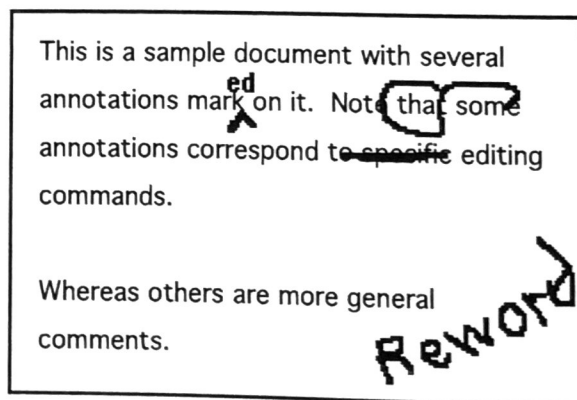 This is a sample document with several
ed
annotations mark on it. Note that some
annotations correspond to specific editing
commands.
Whereas others are more general
comments.
Reword